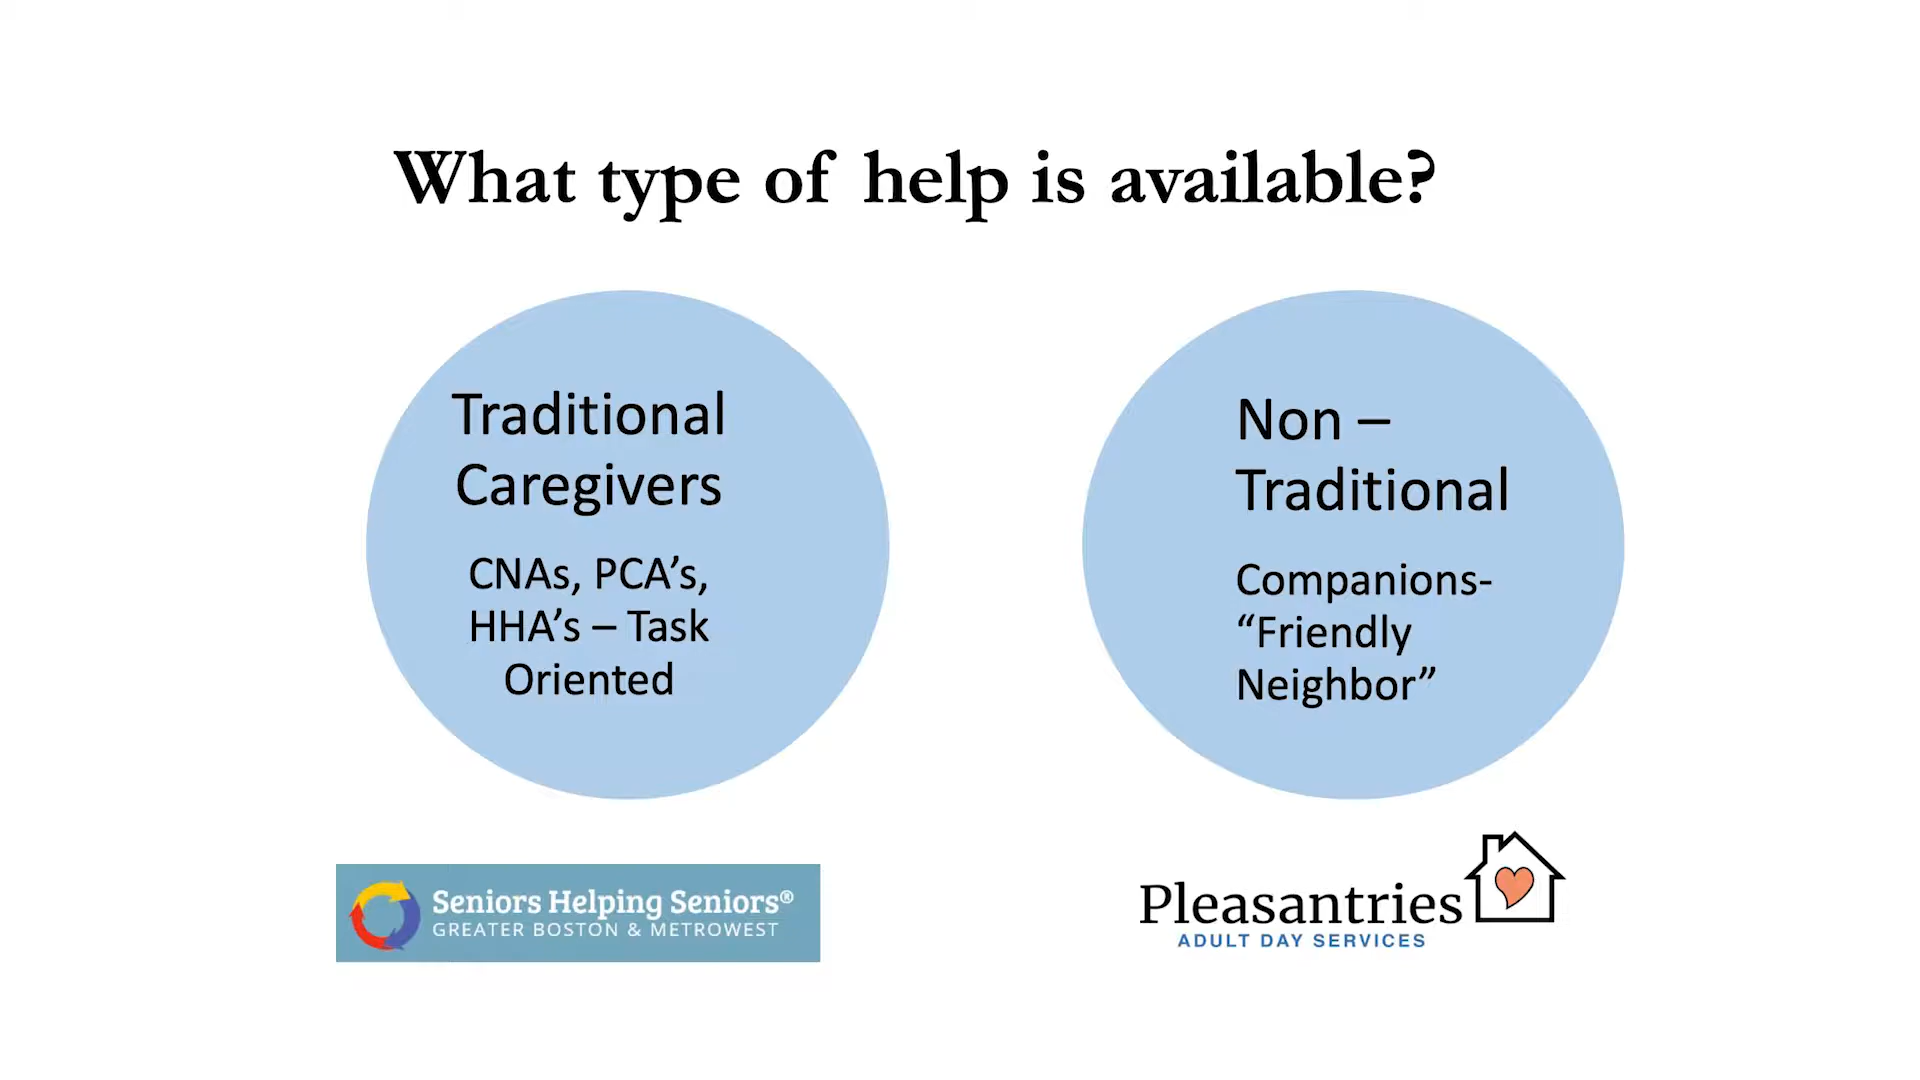 What type of help is available?
Traditional
Caregivers
CNAs, PCA’s,
HHA’s – Task
Oriented
Non –
Traditional
Companions-
“Friendly
Neighbor”
Seniors Helping Seniors®
GREATER BOSTON & METROWEST
Pleasantries
ADULT DAY SERVICES